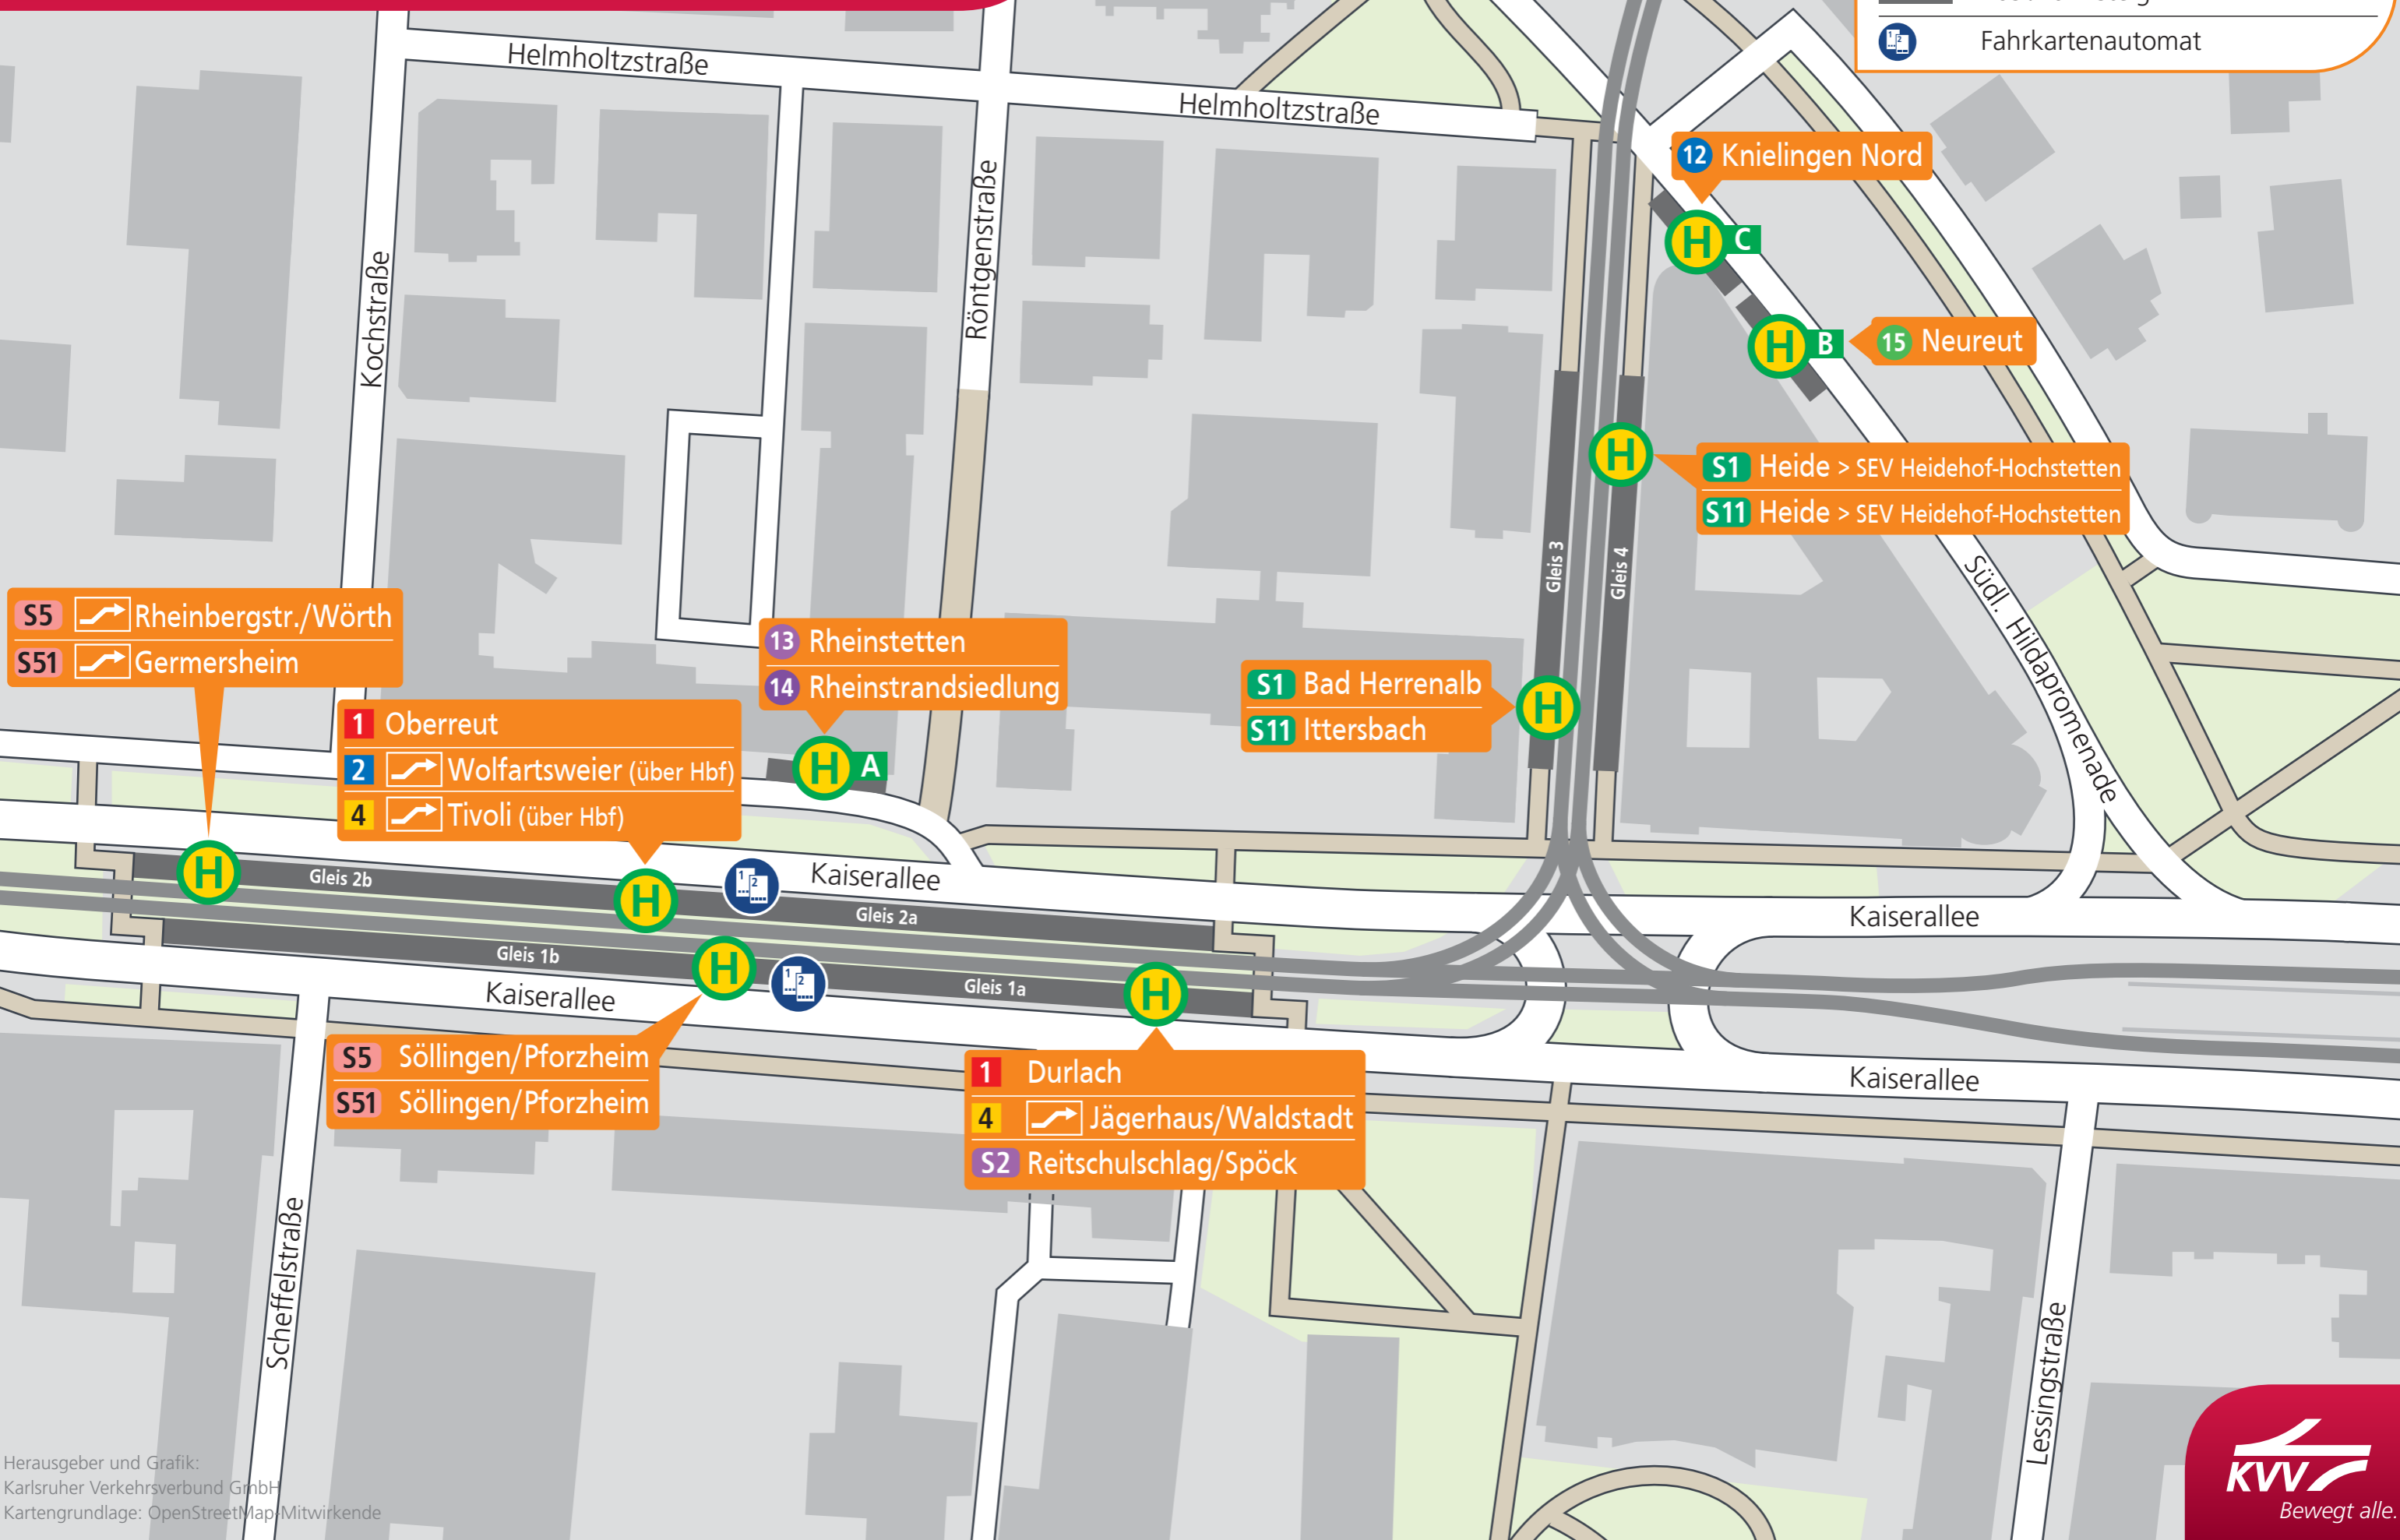 Fahrkartenautomat
Helmholtzstraße
Helmholtzstraße
12 Knielingen Nord
H C
Kochstraße
Röntgenstraße
H B
15 Neureut
H
S1 Heide > SEV Heidehof-Hochstetten
S11 Heide > SEV Heidehof-Hochstetten
Gleis 3
Gleis 4
Südl. Hildapromenade
S5 Rheinbergstr./Wörth
S51 Germersheim
13 Rheinstetten
14 Rheinstrandsiedlung
H A
S1 Bad Herrenalb
S11 Ittersbach
H
1 Oberreut
2 Wolfartsweier (über Hbf)
4 Tivoli (über Hbf)
H
Gleis 2b
H
1 2
Kaiserallee
Gleis 2a
Kaiserallee
Gleis 1b
H
1 2
Gleis 1a
H
Kaiserallee
S5 Söllingen/Pforzheim
S51 Söllingen/Pforzheim
1 Durlach
4 Jägerhaus/Waldstadt
S2 Reitschulschlag/Spöck
Kaiserallee
Scheffelstraße
Lessingstraße
Herausgeber und Grafik:
Karlsruher Verkehrsverbund GmbH
Kartengrundlage: OpenStreetMap-Mitwirkende
KVV
Bewegt alle.